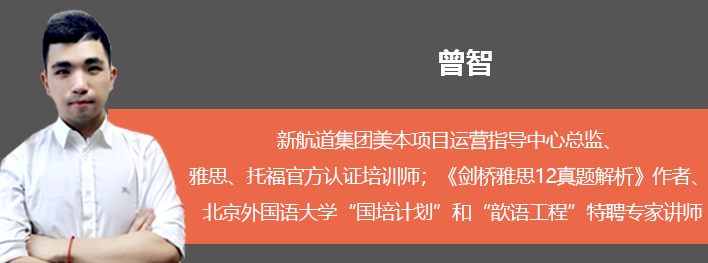 曾智
新航道集团美本项目运营指导中心总监、
雅思、托福官方认证培训师；《剑桥雅思12真题解析》作者、
北京外国语大学“国培计划”和“歆语工程”特聘专家讲师